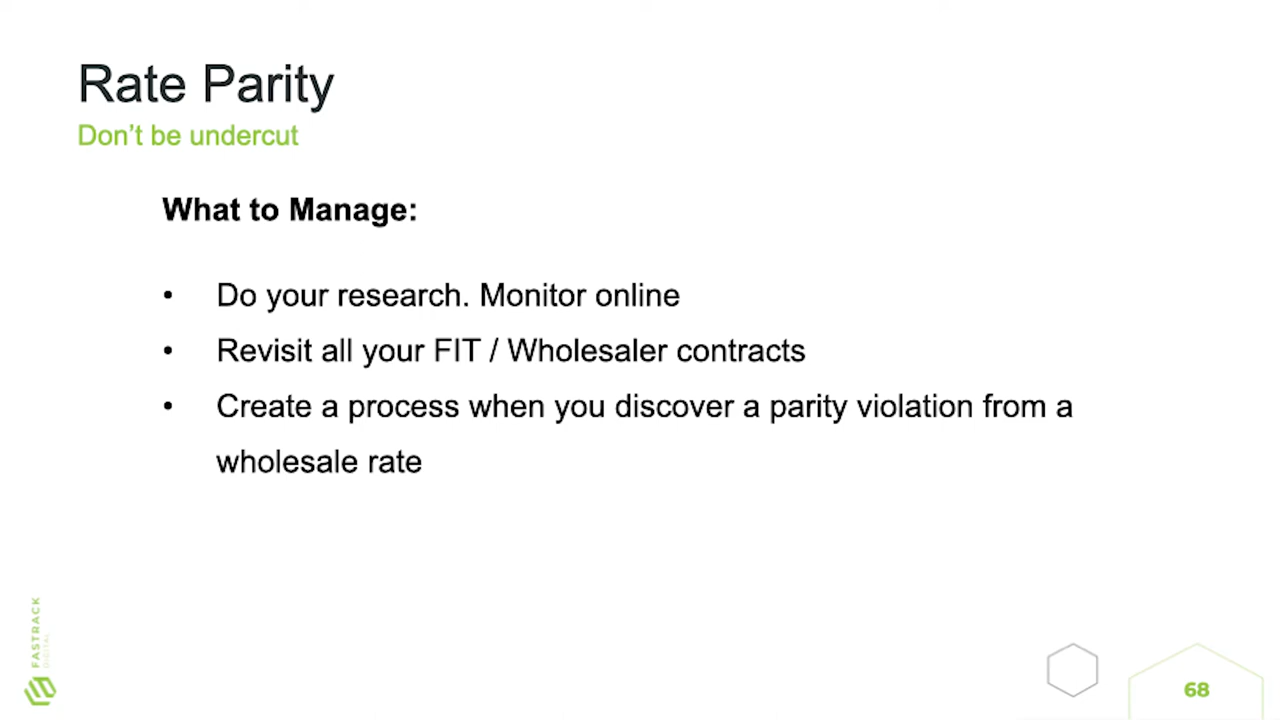 Rate Parity
Don't be undercut
What to Manage:
• Do your research. Monitor online
• Revisit all your FIT / Wholesaler contracts
• Create a process when you discover a parity violation from a
wholesale rate
FASTRACK
DIGITAL
68